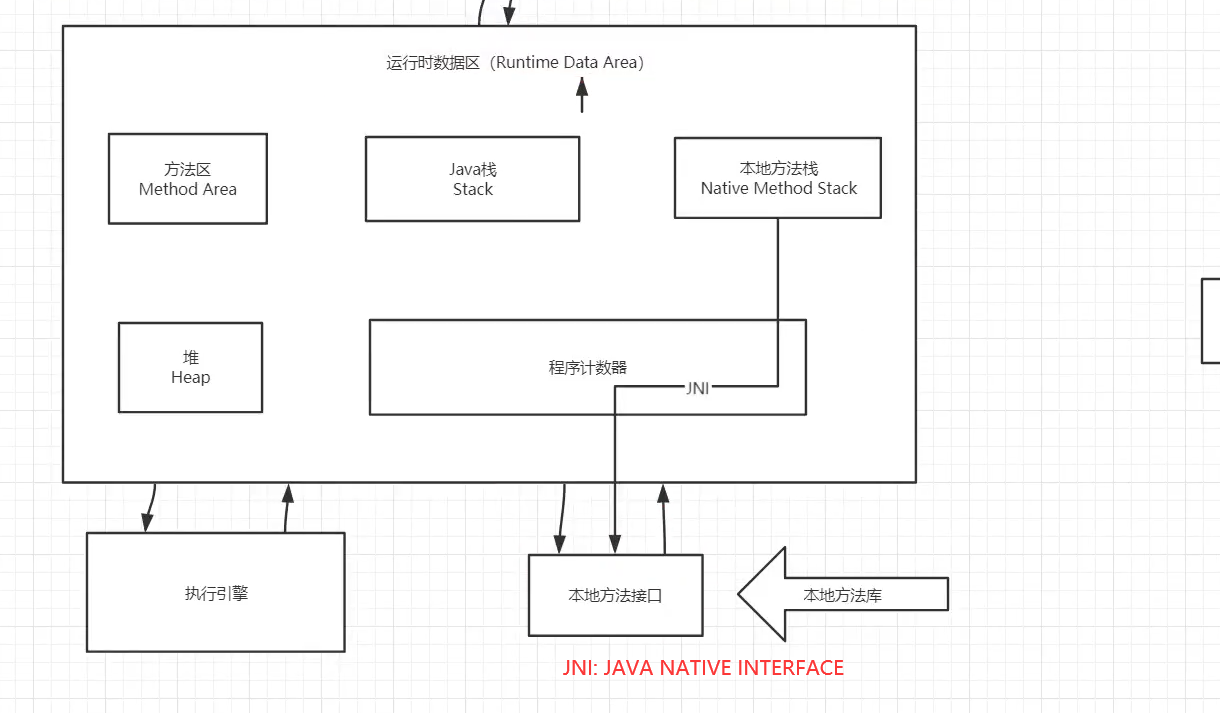 运行时数据区（Runtime Data Area）
方法区
Method Area
Java栈
Stack
本地方法栈
Native Method Stack
堆
Heap
程序计数器
JNI
执行引擎
本地方法接口
本地方法库
JNI: JAVA NATIVE INTERFACE